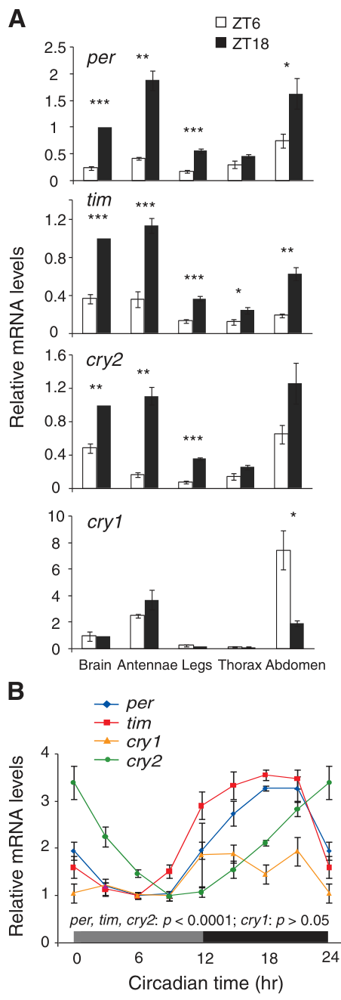 A
ZT6
ZT18
Relative mRNA levels
per
2.5
2
1.5
1
0.5
0
***
**
***
*
tim
1.2
0.8
0.4
0
***
***
***
*
**
cry2
1.6
1.2
0.8
0.4
0
**
**
***
cry1
10
8
6
4
2
0
*
Brain Antennae Legs Thorax Abdomen
B
per
tim
cry1
cry2
Relative mRNA levels
4
3
2
1
0
per, tim, cry2: p < 0.0001; cry1: p > 0.05
0 6 12 18 24
Circadian time (hr)